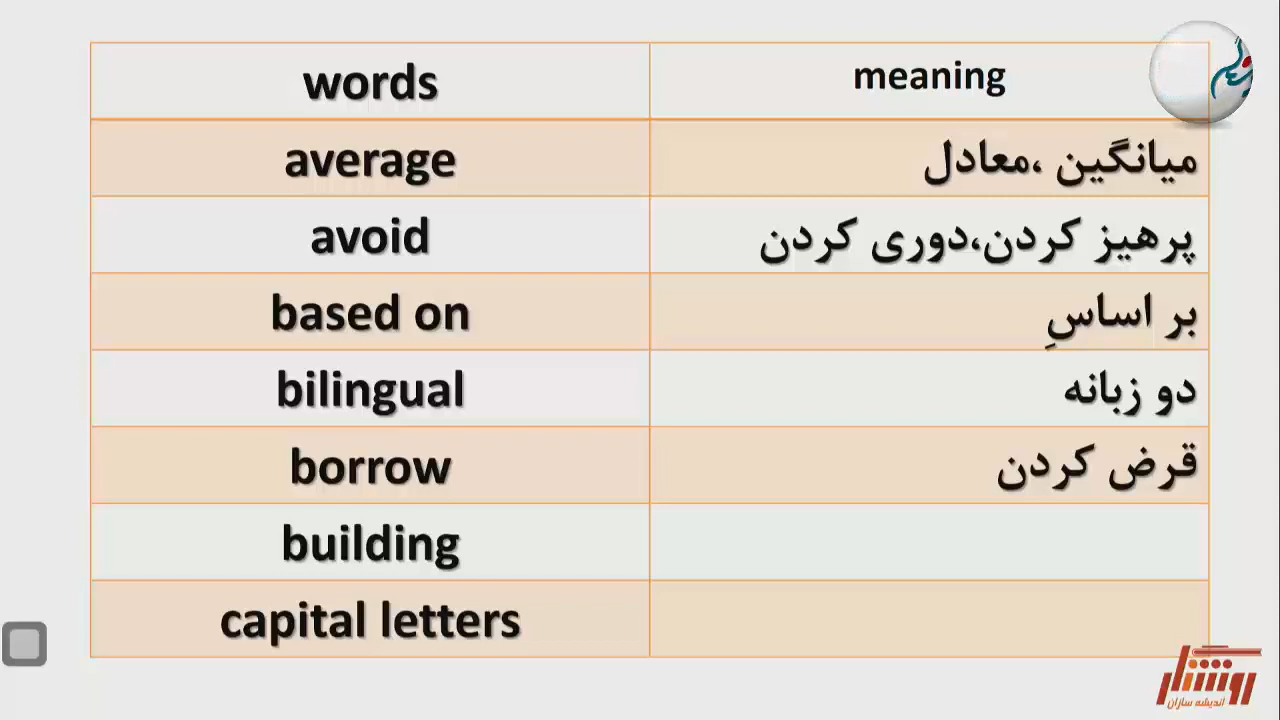 words meaning
average میانگین ،معادل
avoid پرهیز کردن،دوری کردن
based on بر اساسِ
bilingual دو زبانه
borrow قرض کردن
building
capital letters
اندیشه سازان